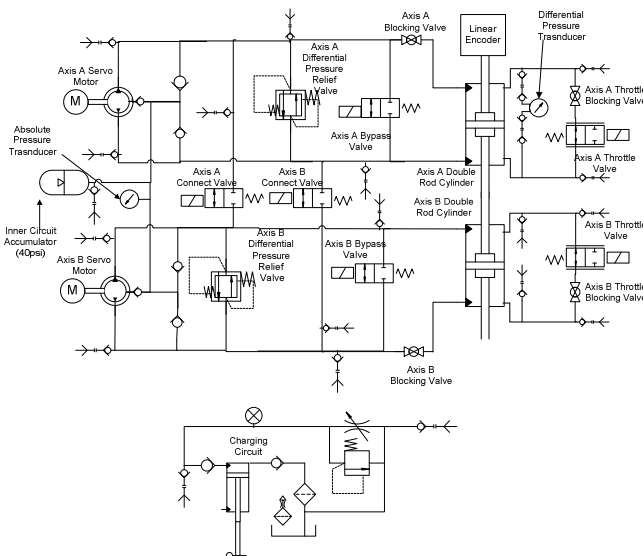 Axis A
Blocking Valve
Linear
Encoder
Differential
Pressure
Trasnducer
Axis A
Differential
Pressure
Relief
Valve
Axis A Servo
Motor
M
Axis A Throttle
Blocking Valve
Absolute
Pressure
Trasnducer
Axis A Bypass
Valve
Axis A Throttle
Valve
Axis A
Connect Valve
Axis B
Connect Valve
Axis A Double
Rod Cylinder
Axis B Double
Rod Cylinder
Inner Circuit
Accumulator
(40psi)
Axis B Servo
Motor
M
Axis B
Differential
Pressure
Relief
Valve
Axis B Bypass
Valve
Axis B Throttle
Valve
Axis B Throttle
Blocking Valve
Axis B
Blocking Valve
Charging
Circuit